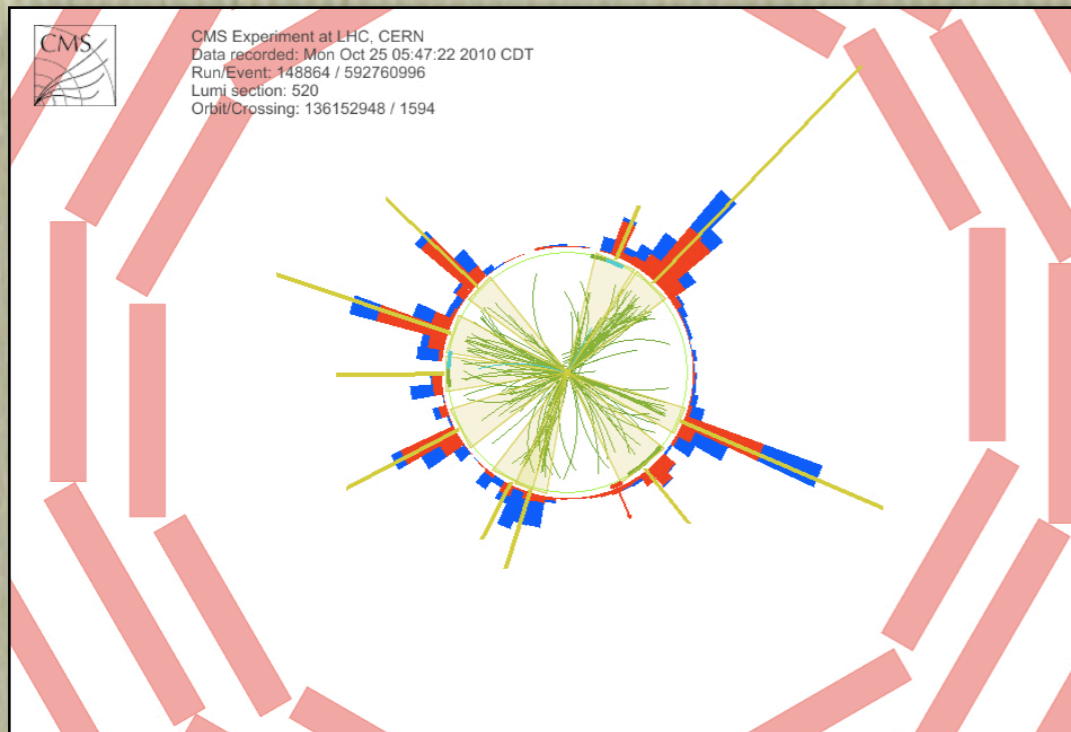 CMS
CMS Experiment at LHC, CERN
Data recorded: Mon Oct 25 05:47:22 2010 CDT
Run/Event: 148864 / 592760996
Lumi section: 520
Orbit/Crossing: 136152948 / 1594